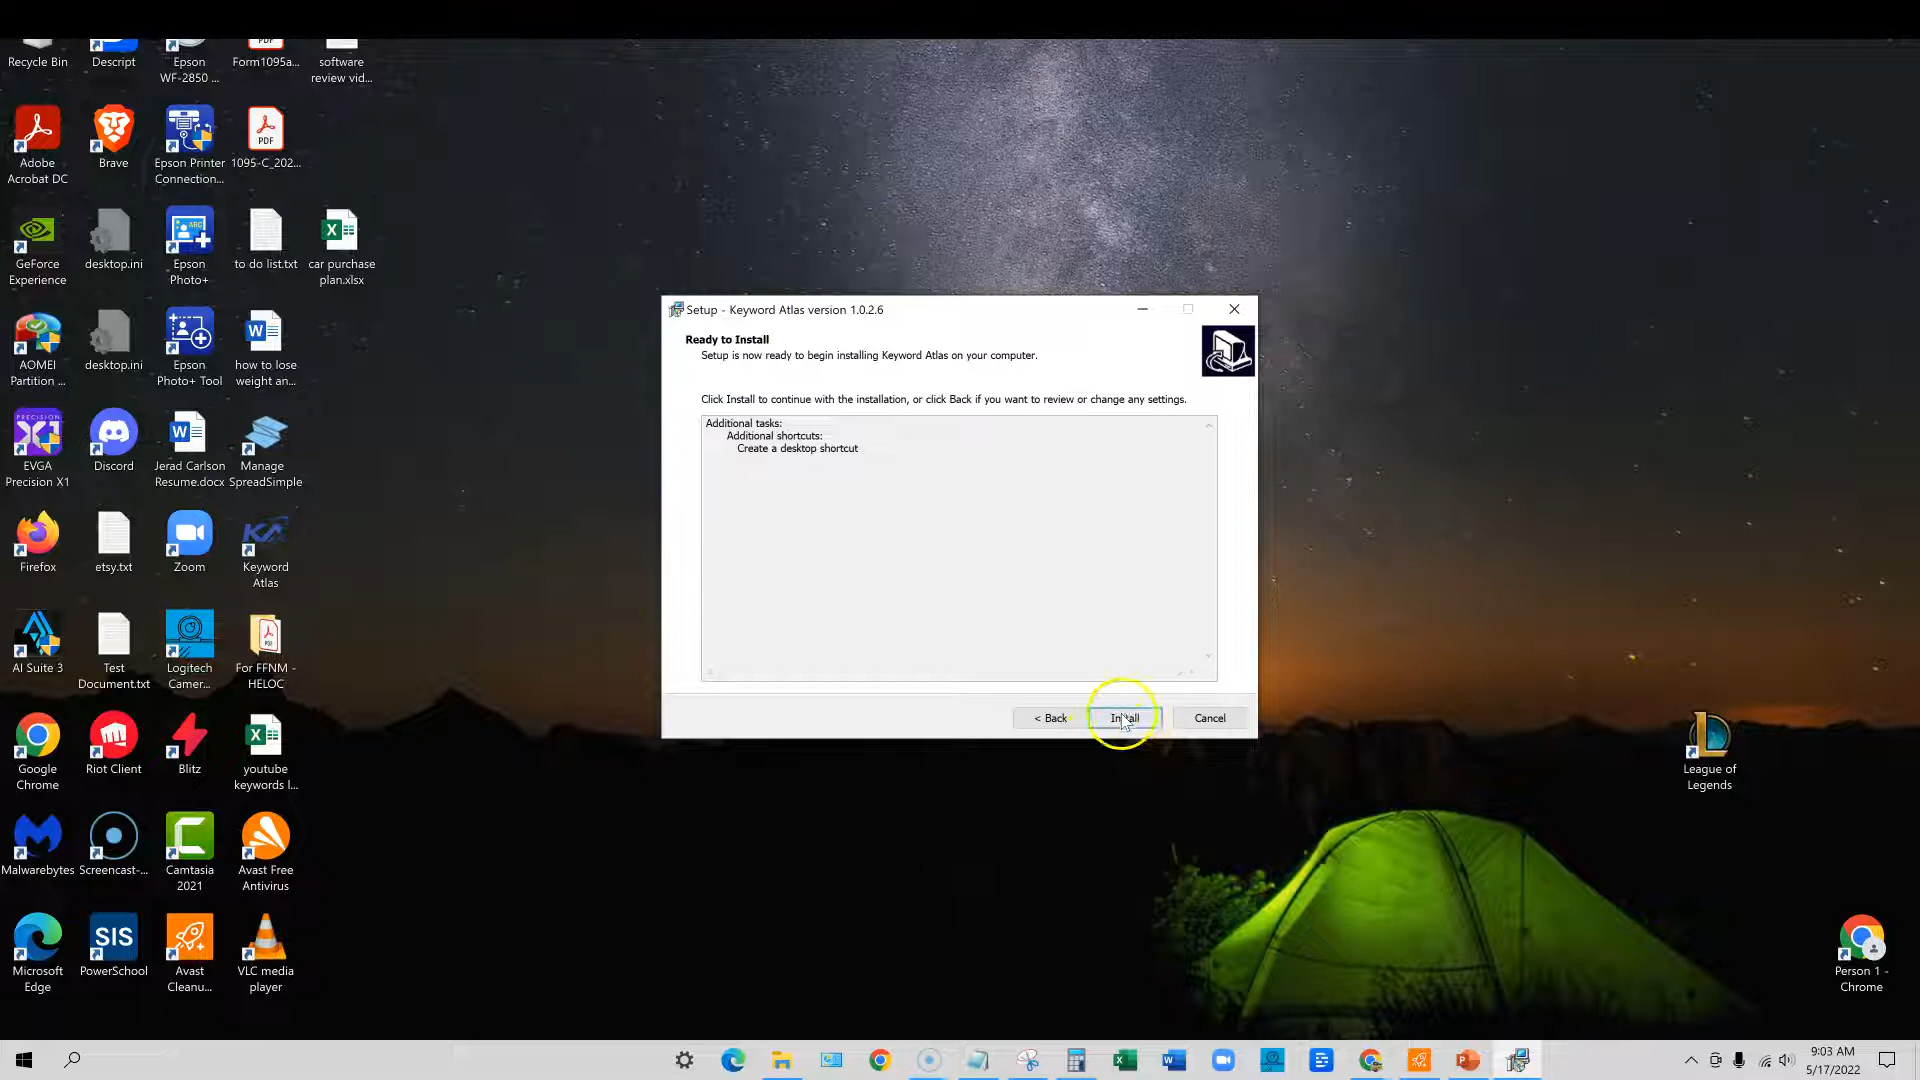 Recycle Bin
Descript
Epson
WF-2850 ...
PDF
Form1095a...
software
review vid...
Adobe
Acrobat DC
Brave
Epson Printer
Connection...
PDF
1095-C_202...
GeForce
Experience
desktop.ini
ABC
Epson
Photo+
to do list.txt
car purchase
plan.xlsx
AOMEI
Partition ...
desktop.ini
Epson
Photo+ Tool
how to lose
weight an...
PRECISION
X1
EVGA
Precision X1
Discord
Jerad Carlson
Resume.docx
Manage
SpreadSimple
Firefox
etsy.txt
Zoom
KA
Keyword
Atlas
AI Suite 3
Test
Document.txt
Logitech
Camer...
PDF
For FFNM -
HELOC
Google
Chrome
Riot Client
Blitz
youtube
keywords l...
Malwarebytes
Screencast-...
Camtasia
2021
Avast Free
Antivirus
Microsoft
Edge
SIS
PowerSchool
Avast
Cleanu...
VLC media
player
Setup - Keyword Atlas version 1.0.2.6
Ready to Install
Setup is now ready to begin installing Keyword Atlas on your computer.
Click Install to continue with the installation, or click Back if you want to review or change any settings.
Additional tasks:
Additional shortcuts:
Create a desktop shortcut
< Back
Install
Cancel
League of
Legends
Person 1 -
Chrome
9:03 AM
5/17/2022